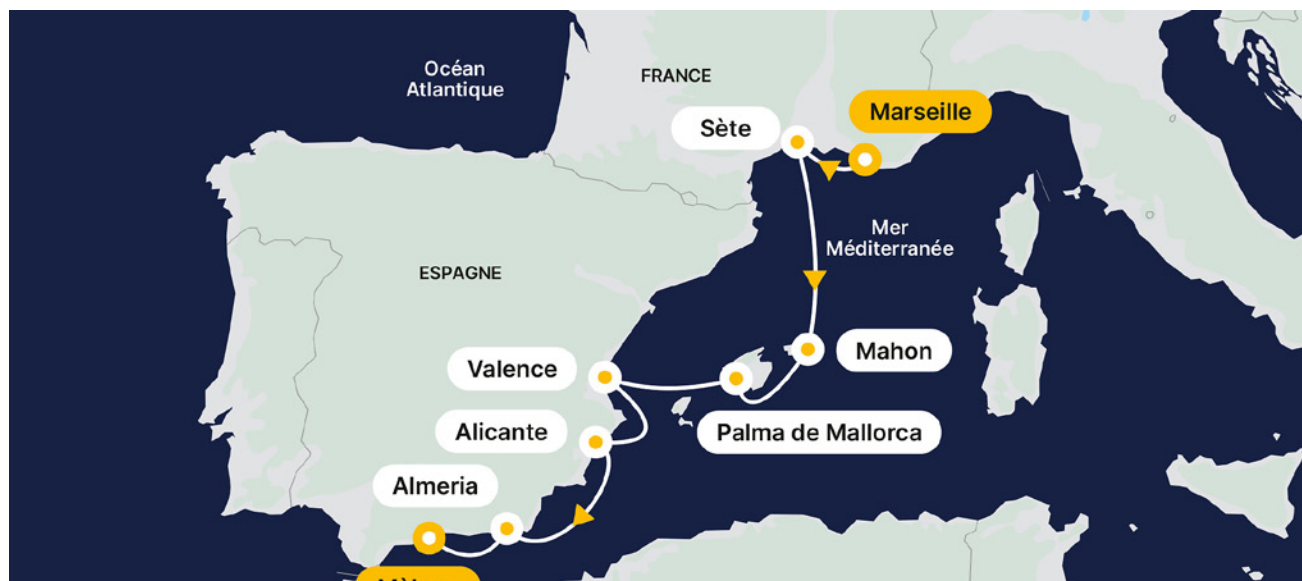 Océan
Atlantique
FRANCE
Marseille
Sète
Mer
Méditerranée
ESPAGNE
Mahon
Valence
Palma de Mallorca
Alicante
Almeria